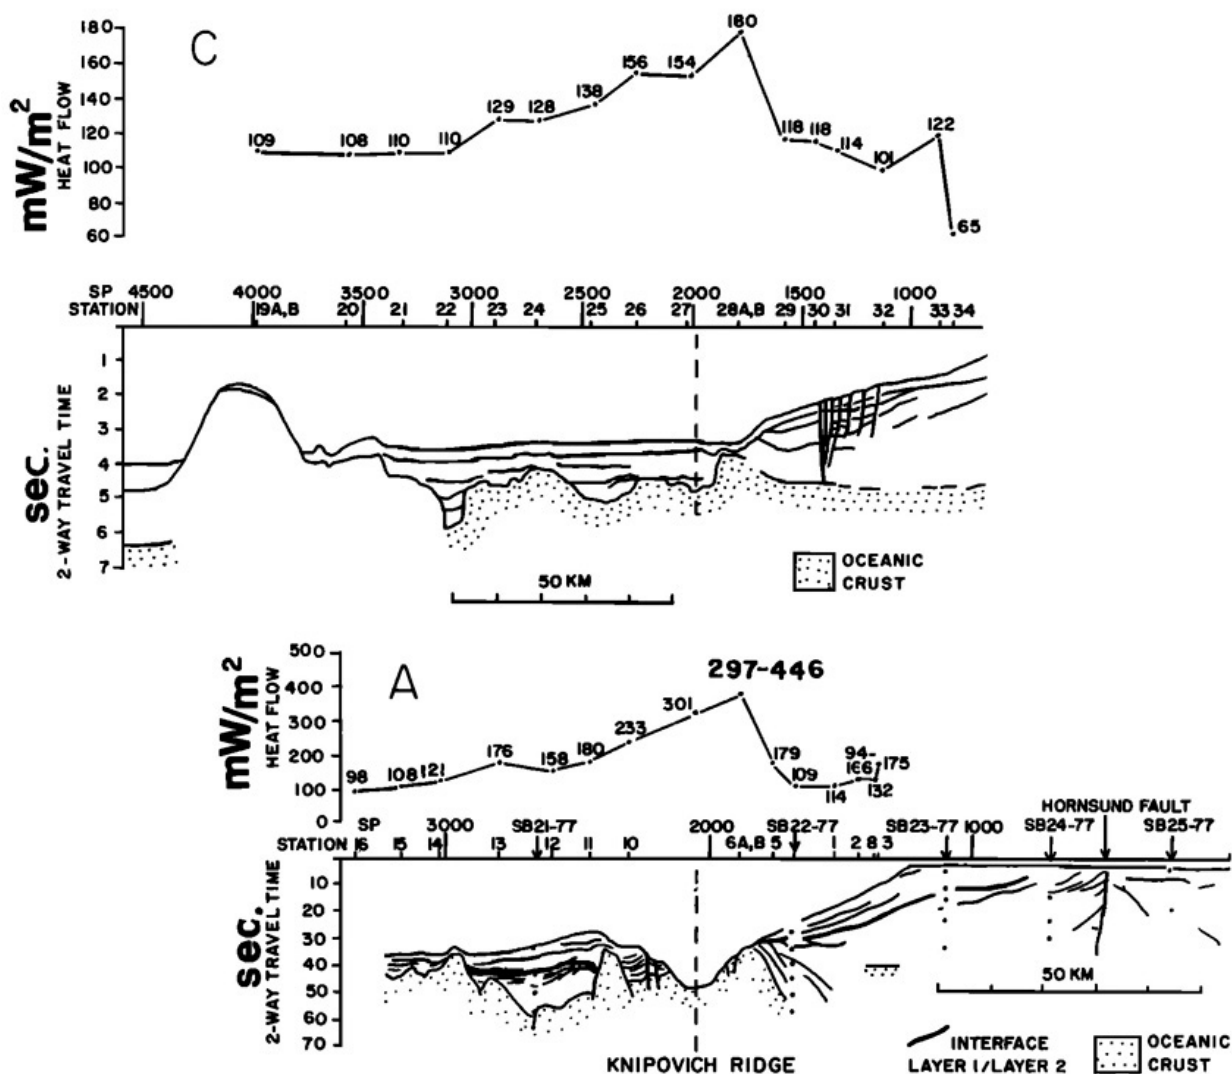 C
mW/m2
HEAT FLOW
180
160
140
120
100
80
60
109 108 110 110 129 128 138 156 154 180 118 118 114 101 122 65
SP 4500 4000 3500 3000 2500 2000 1500 1000
STATION 19A,B 20 21 22 23 24 25 26 27 28A,B 29 30 31 32 33 34
sec.
2-WAY TRAVEL TIME
1
2
3
4
5
6
7
50 KM
OCEANIC
CRUST
A
mW/m2
HEAT FLOW
500
400
300
200
100
0
98 108 121 176 158 180 233 301 297-446 179 109 114 94-166 132 175
HORNSUND FAULT
SP 3000 SB21-77 2000 SB22-77 SB23-77 1000 SB24-77 SB25-77
STATION 16 15 14 13 12 11 10 6A,B 5 1 2 8 3
sec.
2-WAY TRAVEL TIME
10
20
30
40
50
60
70
50 KM
KNIPOVICH RIDGE
INTERFACE
LAYER 1/LAYER 2
OCEANIC
CRUST